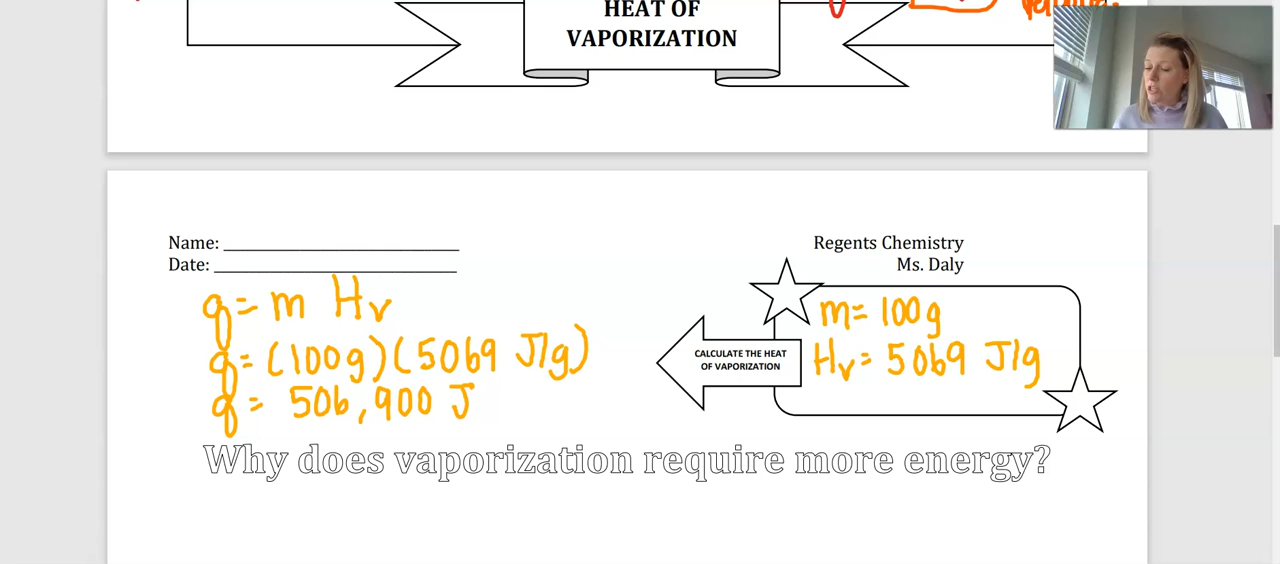 HEAT OF
VAPORIZATION
Name:
Date:
Regents Chemistry
Ms. Daly
q = m Hv
q = (100g)(5069 J/g)
q = 506,900 J
CALCULATE THE HEAT
OF VAPORIZATION
m = 100g
Hv = 5069 J/g
Why does vaporization require more energy?